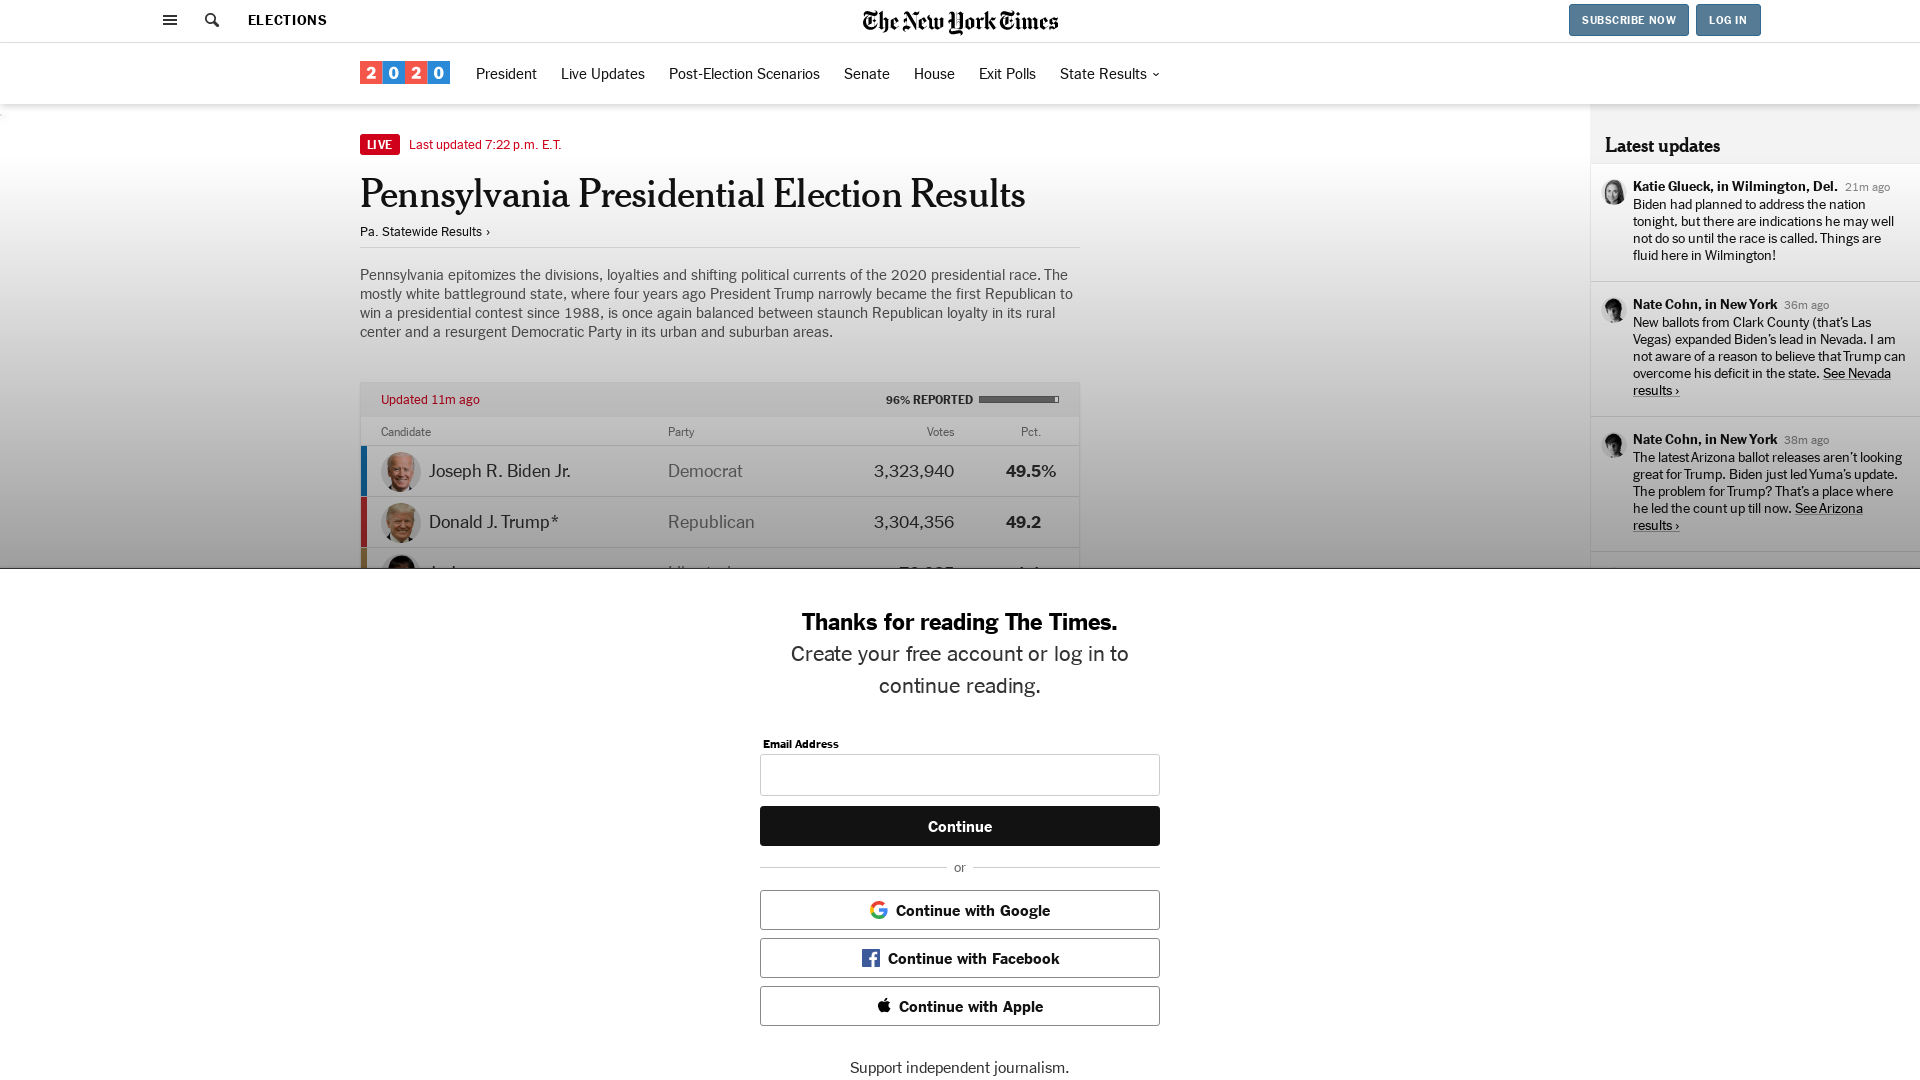 ELECTIONS
The New York Times
SUBSCRIBE NOW
LOG IN
2020
President
Live Updates
Post-Election Scenarios
Senate
House
Exit Polls
State Results
LIVE
Last updated 7:22 p.m. E.T.
Pennsylvania Presidential Election Results
Pa. Statewide Results ›
Pennsylvania epitomizes the divisions, loyalties and shifting political currents of the 2020 presidential race. The
mostly white battleground state, where four years ago President Trump narrowly became the first Republican to
win a presidential contest since 1988, is once again balanced between staunch Republican loyalty in its rural
center and a resurgent Democratic Party in its urban and suburban areas.
Updated 11m ago
96% REPORTED
Candidate Party Votes Pct.
Joseph R. Biden Jr. Democrat 3,323,940 49.5%
Donald J. Trump* Republican 3,304,356 49.2
Latest updates
Katie Glueck, in Wilmington, Del. 21m ago
Biden had planned to address the nation
tonight, but there are indications he may well
not do so until the race is called. Things are
fluid here in Wilmington!
Nate Cohn, in New York 36m ago
New ballots from Clark County (that's Las
Vegas) expanded Biden's lead in Nevada. I am
not aware of a reason to believe that Trump can
overcome his deficit in the state. See Nevada
results ›
Nate Cohn, in New York 38m ago
The latest Arizona ballot releases aren't looking
great for Trump. Biden just led Yuma's update.
The problem for Trump? That's a place where
he led the count up till now. See Arizona
results ›
Thanks for reading The Times.
Create your free account or log in to
continue reading.
Email Address
Continue
or
Continue with Google
Continue with Facebook
Continue with Apple
Support independent journalism.